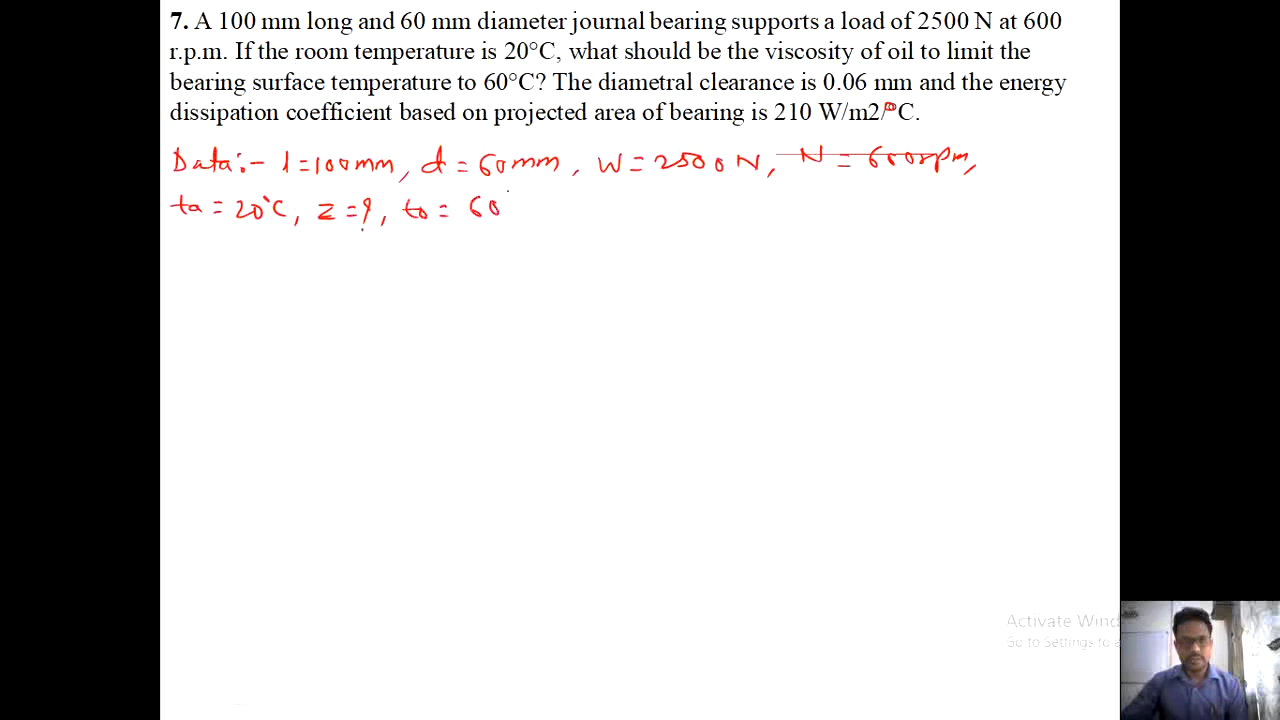 7. A 100 mm long and 60 mm diameter journal bearing supports a load of 2500 N at 600
r.p.m. If the room temperature is 20°C, what should be the viscosity of oil to limit the
bearing surface temperature to 60°C? The diametral clearance is 0.06 mm and the energy
dissipation coefficient based on projected area of bearing is 210 W/m2/°C.
Data:- l=100mm, d=60mm, W=2500N, N=600rpm,
ta=20°C, z=?, to=60
Activate Wind
Go to Settings to a